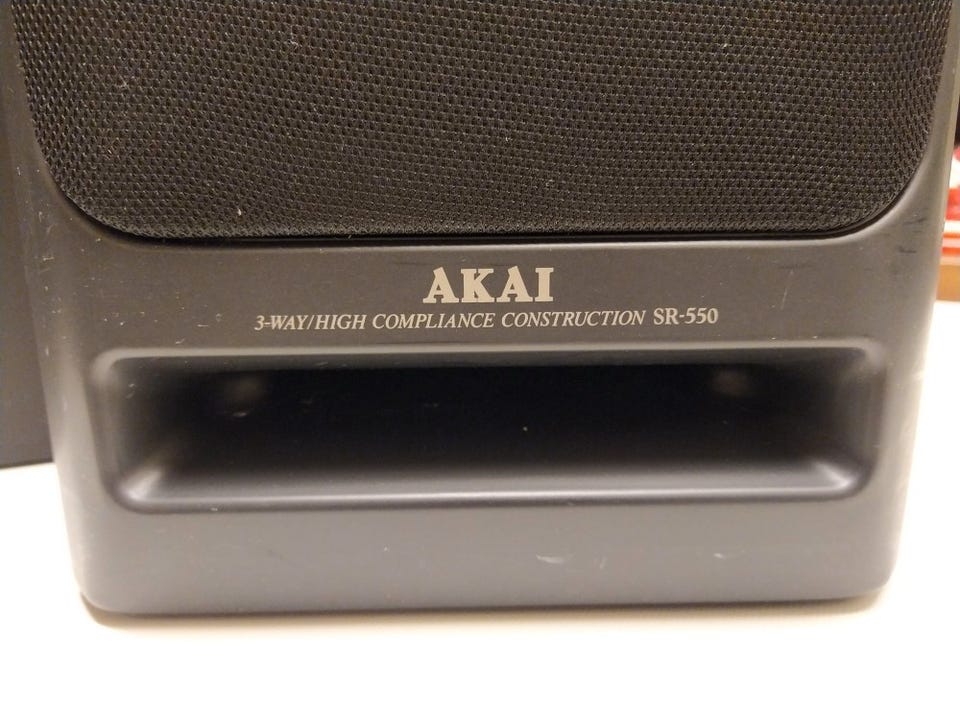 AKAI
3-WAY/HIGH COMPLIANCE CONSTRUCTION SR-550